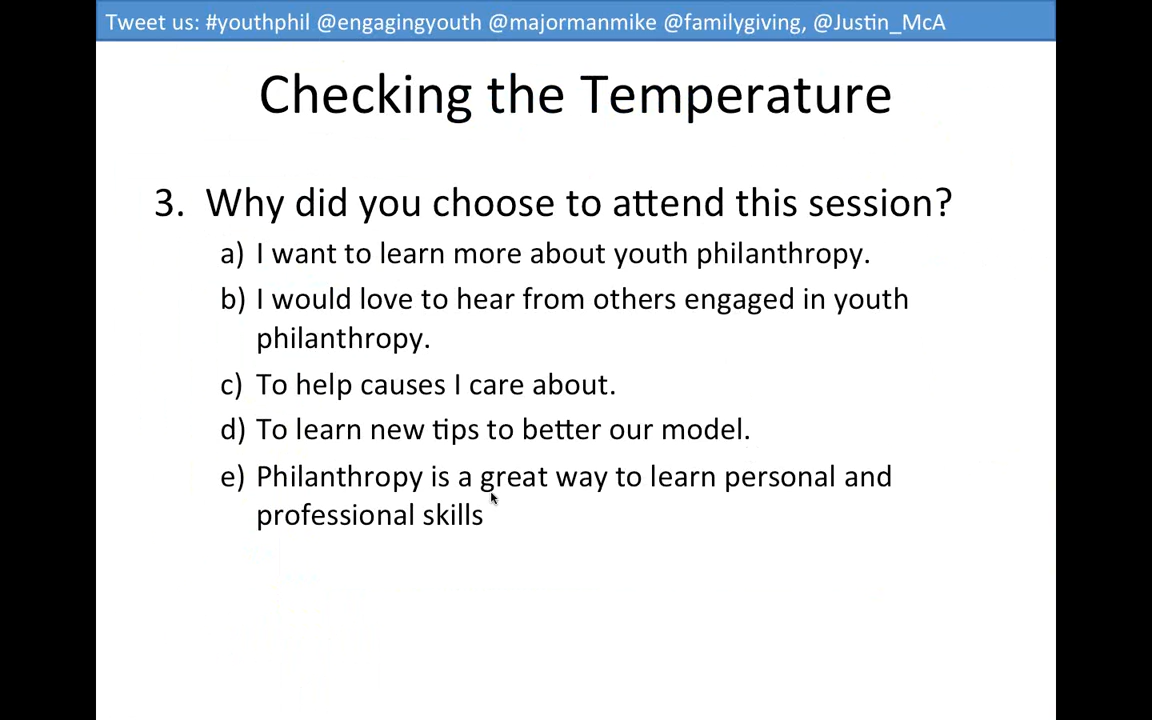 Tweet us: #youthphil @engagingyouth @majormanmike @familygiving, @Justin_McA
Checking the Temperature
3. Why did you choose to attend this session?
a) I want to learn more about youth philanthropy.
b) I would love to hear from others engaged in youth
philanthropy.
c) To help causes I care about.
d) To learn new tips to better our model.
e) Philanthropy is a great way to learn personal and
professional skills